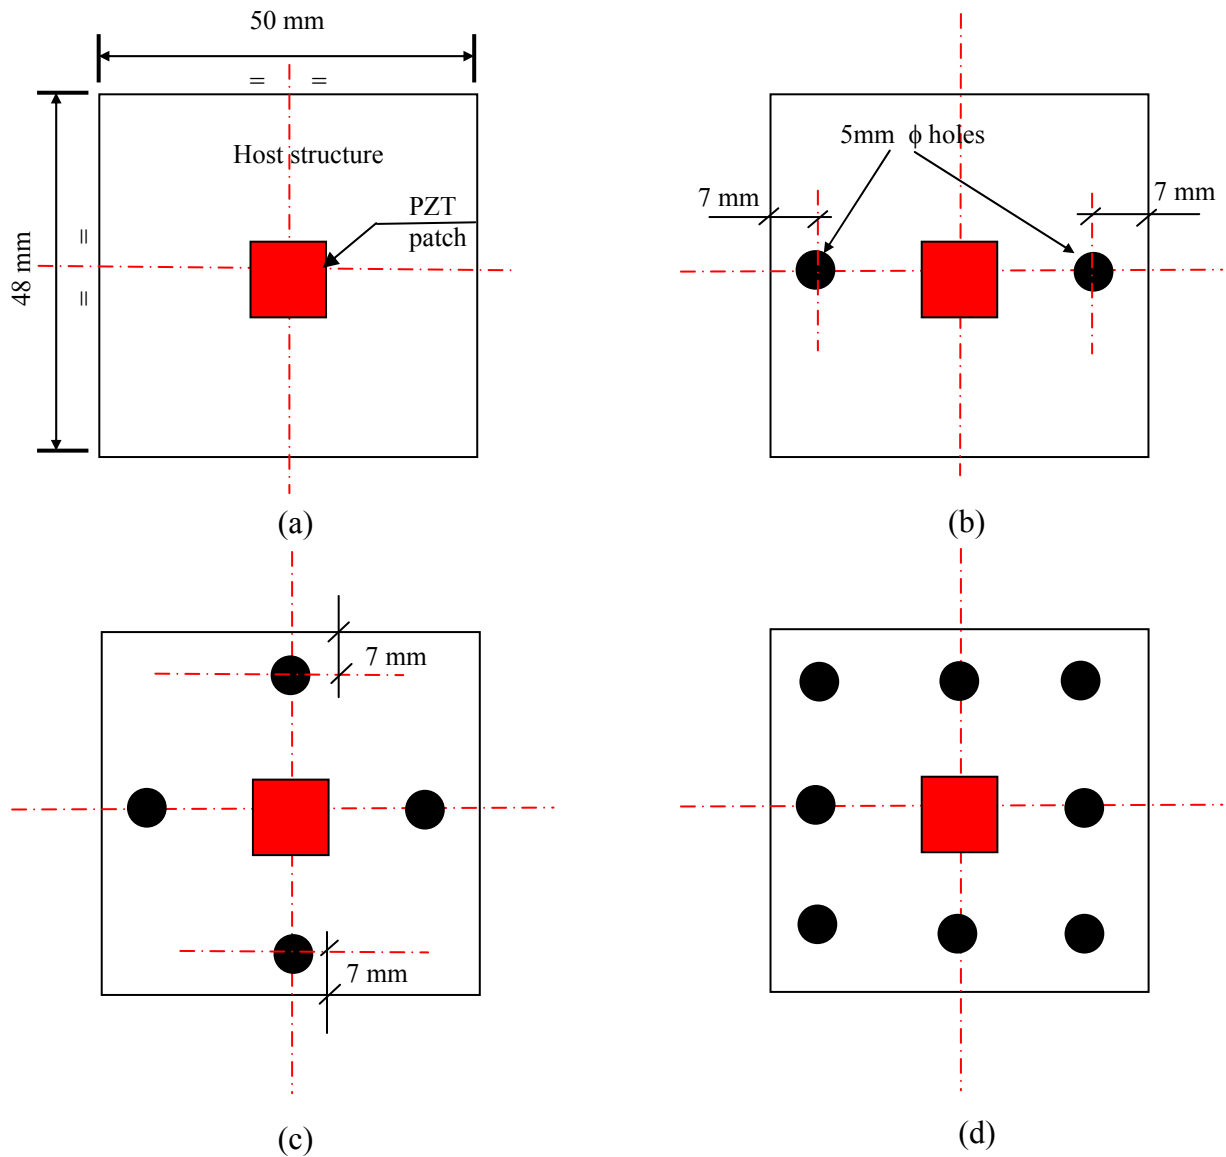 50 mm
= =
Host structure
PZT
patch
48 mm
=
=
(a)
5mm ϕ holes
7 mm
7 mm
(b)
7 mm
7 mm
(c)
(d)